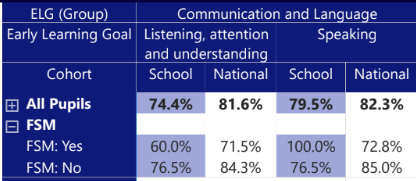 ELG (Group) Communication and Language
Early Learning Goal Listening, attention and understanding Speaking
Cohort School National School National
All Pupils 74.4% 81.6% 79.5% 82.3%
FSM
FSM: Yes 60.0% 71.5% 100.0% 72.8%
FSM: No 76.5% 84.3% 76.5% 85.0%